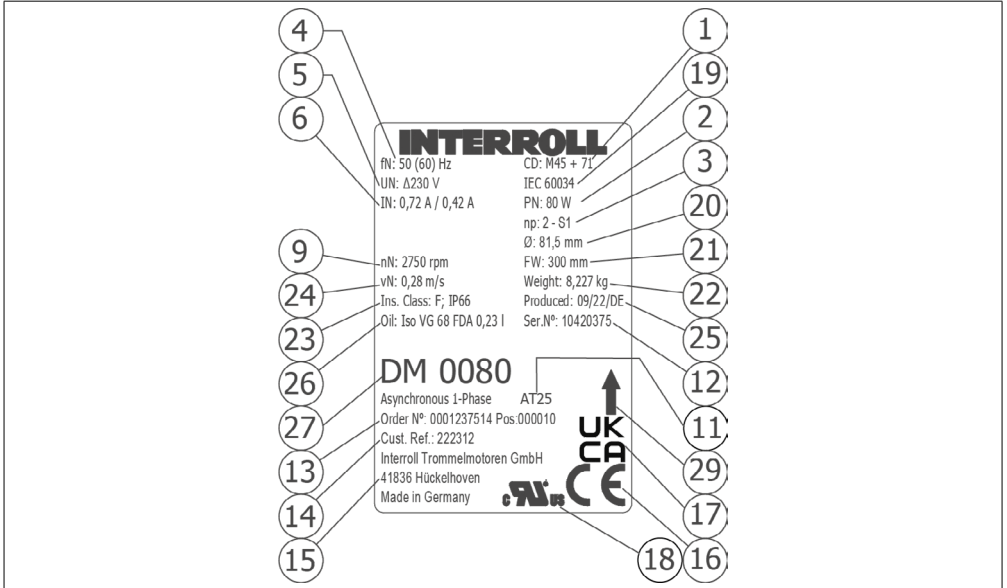 4
5
6
9
24
23
26
27
13
14
15
INTERROLL
fN: 50 (60) Hz
UN: Δ230 V
IN: 0,72 A / 0,42 A
nN: 2750 rpm
vN: 0,28 m/s
Ins. Class: F; IP66
Oil: Iso VG 68 FDA 0,23 l
CD: M45 + 71
IEC 60034
PN: 80 W
np: 2 - S1
Ø: 81,5 mm
FW: 300 mm
Weight: 8,227 kg
Produced: 09/22/DE
Ser.Nº: 10420375
DM 0080
Asynchronous 1-Phase AT25
Order Nº: 0001237514 Pos:000010
Cust. Ref.: 222312
Interroll Trommelmotoren GmbH
41836 Hückelhoven
Made in Germany
UK
CA
c RU us
CE
1
19
2
3
20
21
22
25
12
11
29
17
16
18